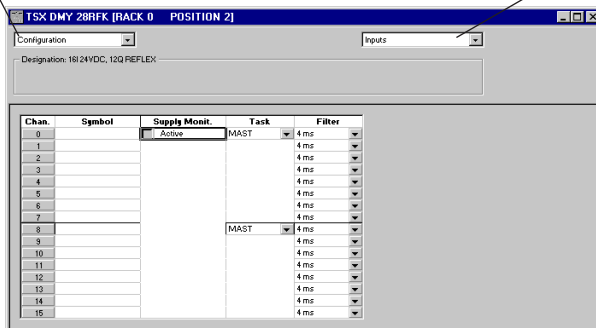 TSX DMY 28RFK [RACK 0 POSITION 2]
Configuration Inputs
Designation: 16I 24VDC, 12Q REFLEX
Chan. Symbol Supply Monit. Task Filter
0 Active MAST 4 ms
1 4 ms
2 4 ms
3 4 ms
4 4 ms
5 4 ms
6 4 ms
7 4 ms
8 MAST 4 ms
9 4 ms
10 4 ms
11 4 ms
12 4 ms
13 4 ms
14 4 ms
15 4 ms